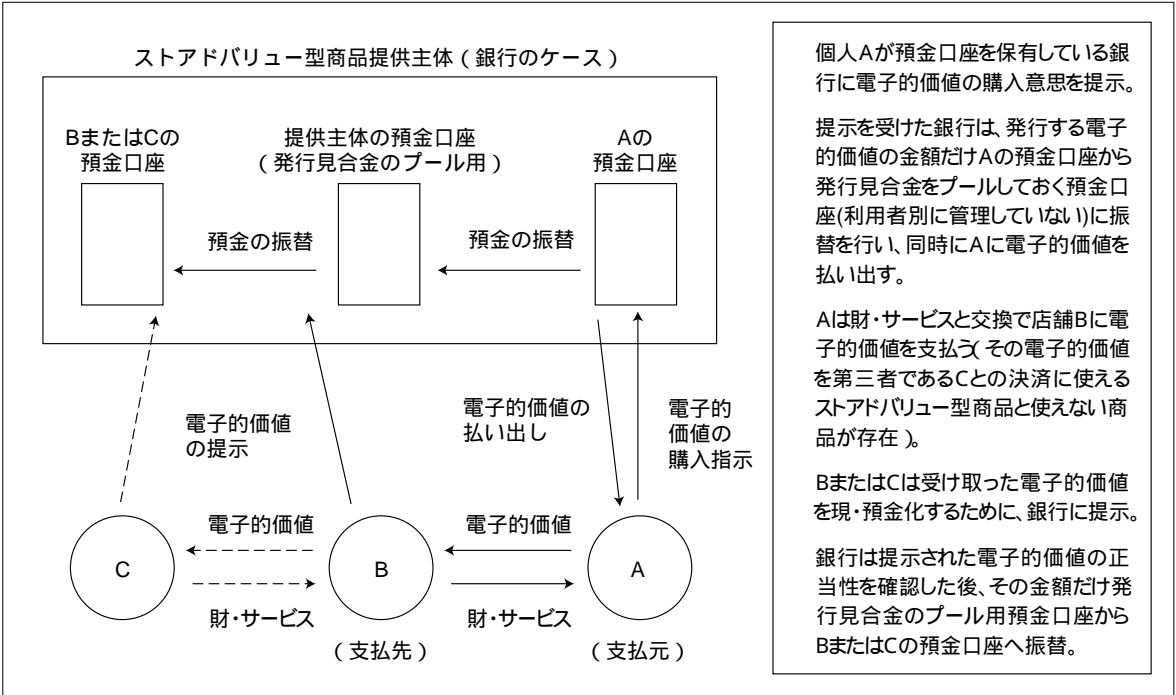 ストアドバリュー型商品提供主体（銀行のケース）
BまたはCの
預金口座
提供主体の預金口座
（発行見合金のプール用）
Aの
預金口座
預金の振替
預金の振替
電子的価値
の提示
電子的価値の
払い出し
電子的
価値の
購入指示
電子的価値
電子的価値
C
B
A
財・サービス
財・サービス
（支払先）
（支払元）
個人Aが預金口座を保有している銀
行に電子的価値の購入意思を提示。
提示を受けた銀行は、発行する電子
的価値の金額だけAの預金口座から
発行見合金をプールしておく預金口
座(利用者別に管理していない)に振
替を行い、同時にAに電子的価値を
払い出す。
Aは財・サービスと交換で店舗Bに電
子的価値を支払う（その電子的価値
を第三者であるCとの決済に使える
ストアドバリュー型商品と使えない商
品が存在）。
BまたはCは受け取った電子的価値
を現・預金化するために、銀行に提示。
銀行は提示された電子的価値の正
当性を確認した後、その金額だけ発
行見合金のプール用預金口座から
BまたはCの預金口座へ振替。